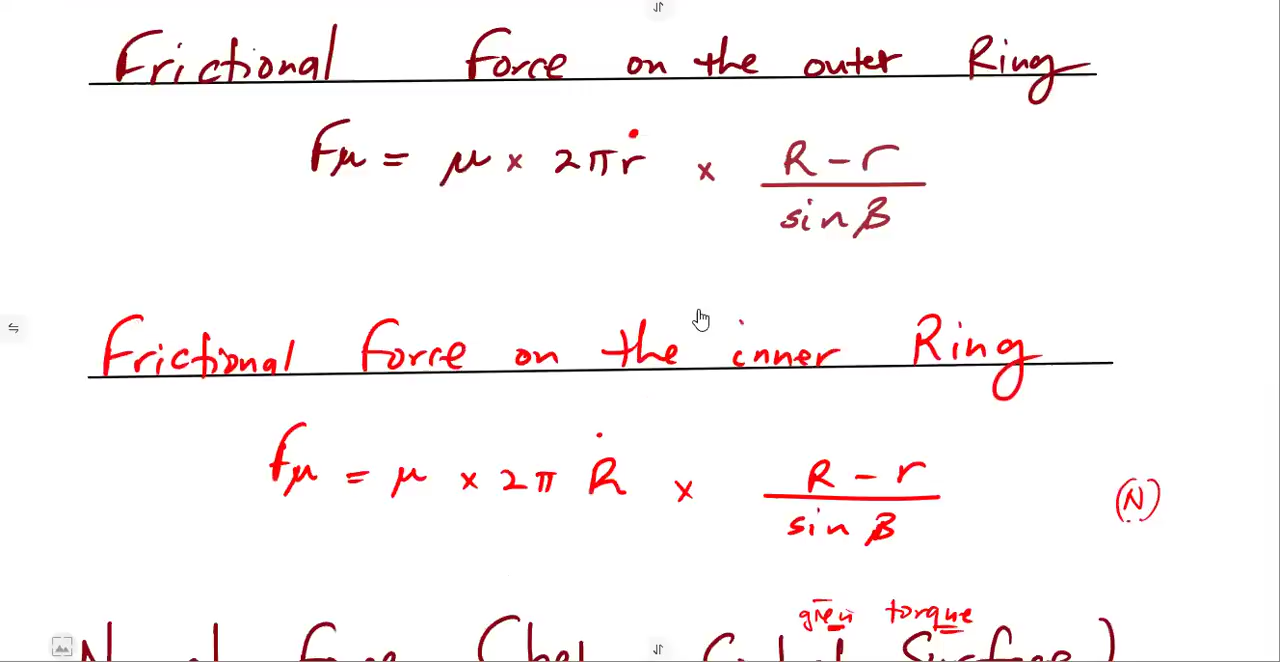 Frictional Force on the outer Ring
Fμ = μ × 2πṙ × (R - r) / sin β
Frictional Force on the inner Ring
Fμ = μ × 2π Ṙ × (R - r) / sin β (N)
given torque